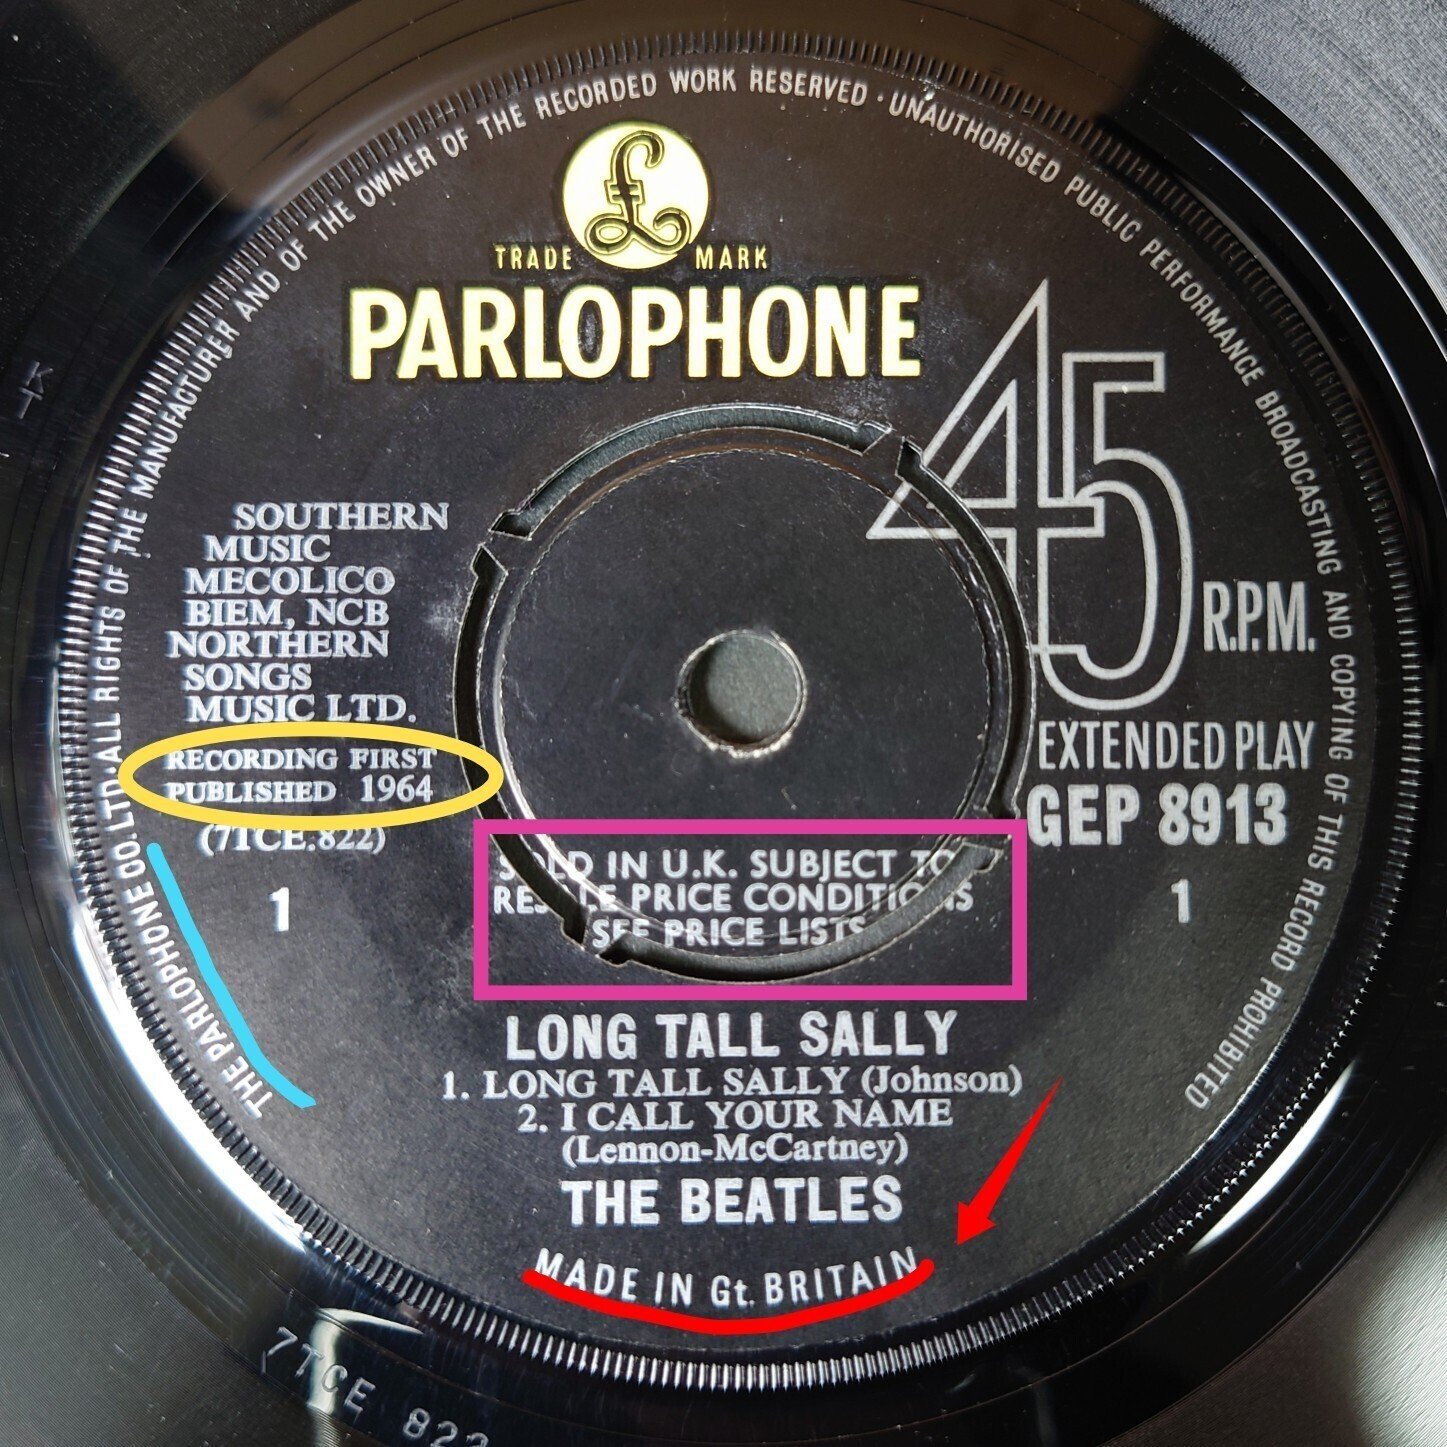 THE PARLOPHONE CO.LTD. ALL RIGHTS OF THE MANUFACTURER AND OF THE OWNER OF THE RECORDED WORK RESERVED · UNAUTHORISED PUBLIC PERFORMANCE BROADCASTING AND COPYING OF THIS RECORD PROHIBITED
£
TRADE MARK
PARLOPHONE
45
R.P.M.
SOUTHERN
MUSIC
MECOLICO
BIEM, NCB
NORTHERN
SONGS
MUSIC LTD.
RECORDING FIRST
PUBLISHED 1964
(7TCE.822)
1
EXTENDED PLAY
GEP 8913
1
SOLD IN U.K. SUBJECT TO
RESALE PRICE CONDITIONS
SEE PRICE LISTS
LONG TALL SALLY
1. LONG TALL SALLY (Johnson)
2. I CALL YOUR NAME
(Lennon-McCartney)
THE BEATLES
MADE IN Gt. BRITAIN
7TCE 822